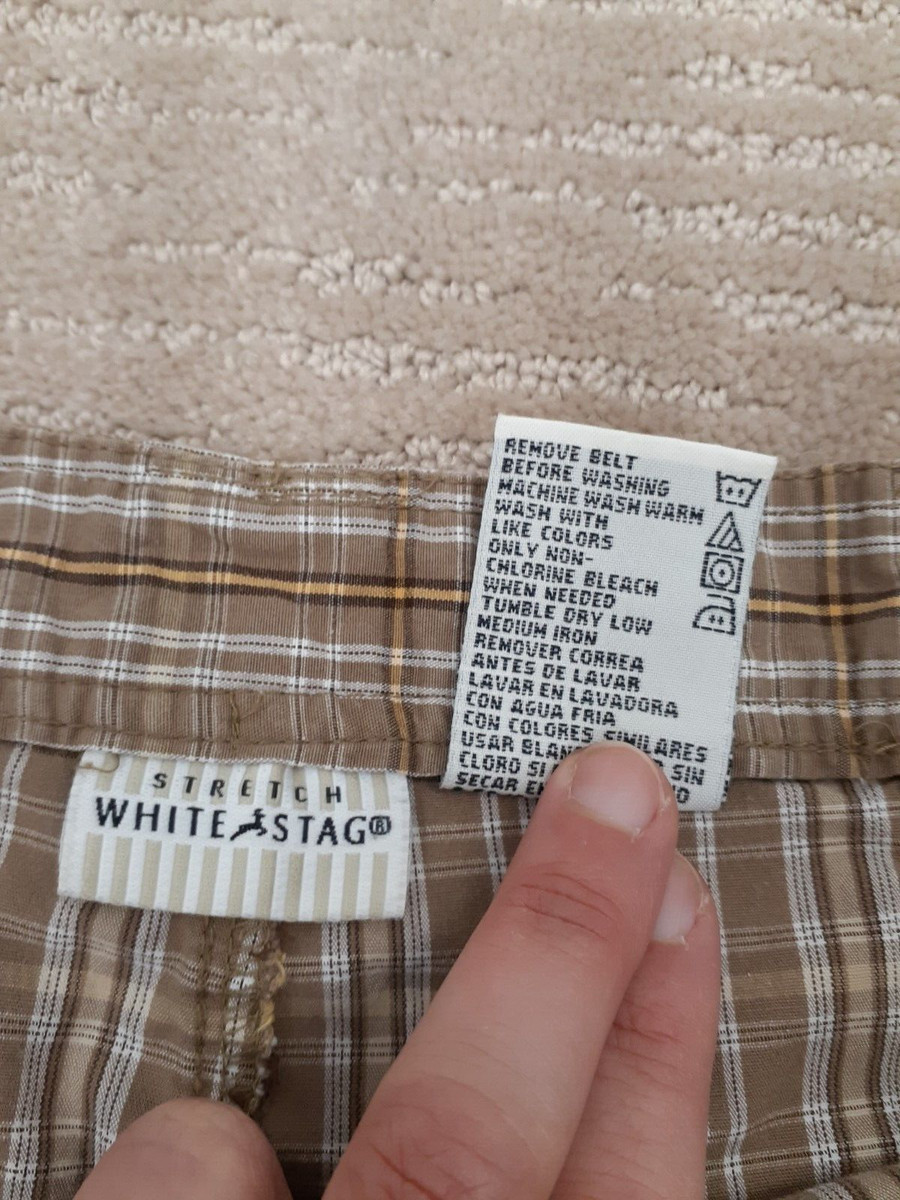 REMOVE BELT
BEFORE WASHING
MACHINE WASH WARM
WASH WITH
LIKE COLORS
ONLY NON-
CHLORINE BLEACH
WHEN NEEDED
TUMBLE DRY LOW
MEDIUM IRON
REMOVER CORREA
ANTES DE LAVAR
LAVAR EN LAVADORA
CON AGUA FRIA
CON COLORES SIMILARES
USAR SIN
CLORO SI
SECAR
STRETCH
WHITE STAG®